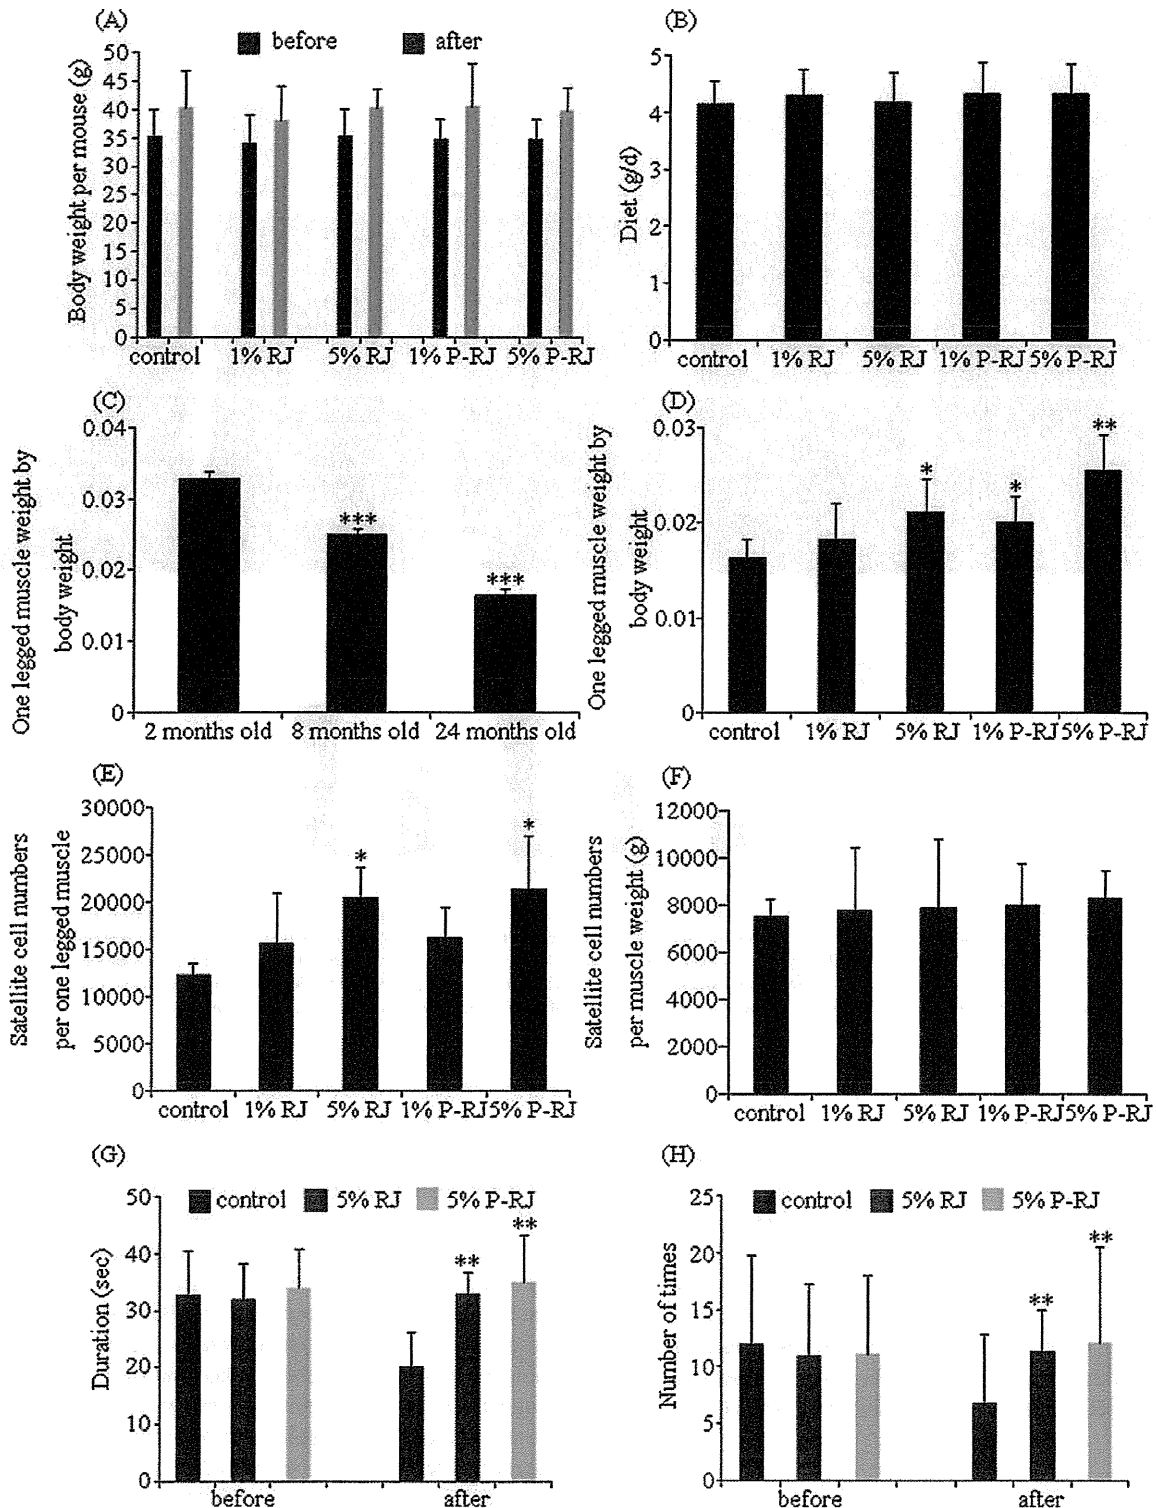 (A)
before after
Body weight per mouse (g)
50
45
40
35
30
25
20
15
10
5
0
control 1% RJ 5% RJ 1% P-RJ 5% P-RJ
(B)
Diet (g/d)
5
4
3
2
1
0
control 1% RJ 5% RJ 1% P-RJ 5% P-RJ
(C)
One legged muscle weight by
body weight
0.04
0.03
0.02
0.01
0
***
***
2 months old 8 months old 24 months old
(D)
One legged muscle weight by
body weight
0.03
0.02
0.01
0
*
*
**
control 1% RJ 5% RJ 1% P-RJ 5% P-RJ
(E)
Satellite cell numbers
per one legged muscle
30000
25000
20000
15000
10000
5000
0
*
*
control 1% RJ 5% RJ 1% P-RJ 5% P-RJ
(F)
Satellite cell numbers
per muscle weight (g)
12000
10000
8000
6000
4000
2000
0
control 1% RJ 5% RJ 1% P-RJ 5% P-RJ
(G)
control 5% RJ 5% P-RJ
Duration (sec)
50
40
30
20
10
0
**
**
before after
(H)
control 5% RJ 5% P-RJ
Number of times
25
20
15
10
5
0
**
**
before after